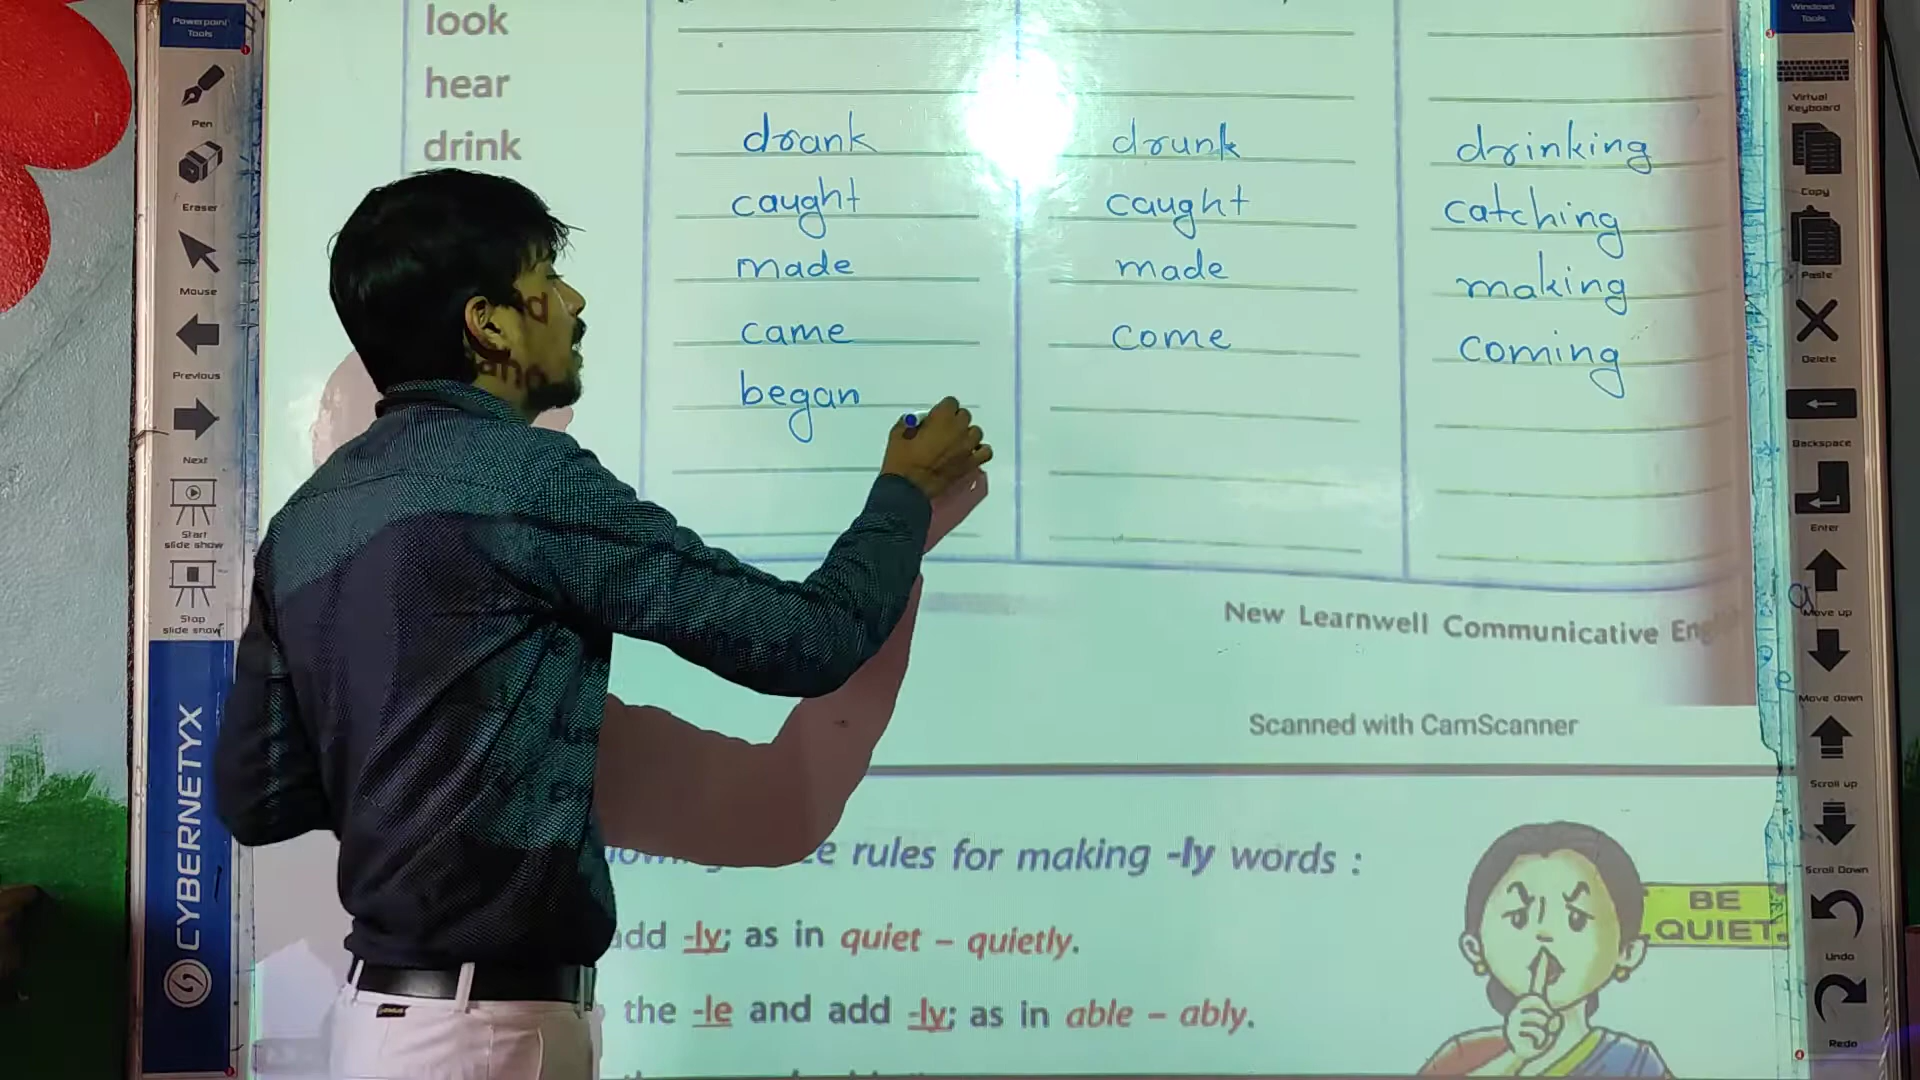 Powerpoint Tools
Pen
Eraser
Mouse
Previous
Next
Start slide show
Stop slide show
CYBERNETYX
look
hear
drink drank drunk drinking
caught caught catching
made made making
came come coming
began
New Learnwell Communicative
Scanned with CamScanner
rules for making -ly words :
add -ly; as in quiet – quietly.
the -le and add -ly; as in able – ably.
BE QUIET.
Windows Tools
Virtual Keyboard
Copy
Paste
Delete
Backspace
Enter
Move up
Move down
Scroll up
Scroll Down
Undo
Redo